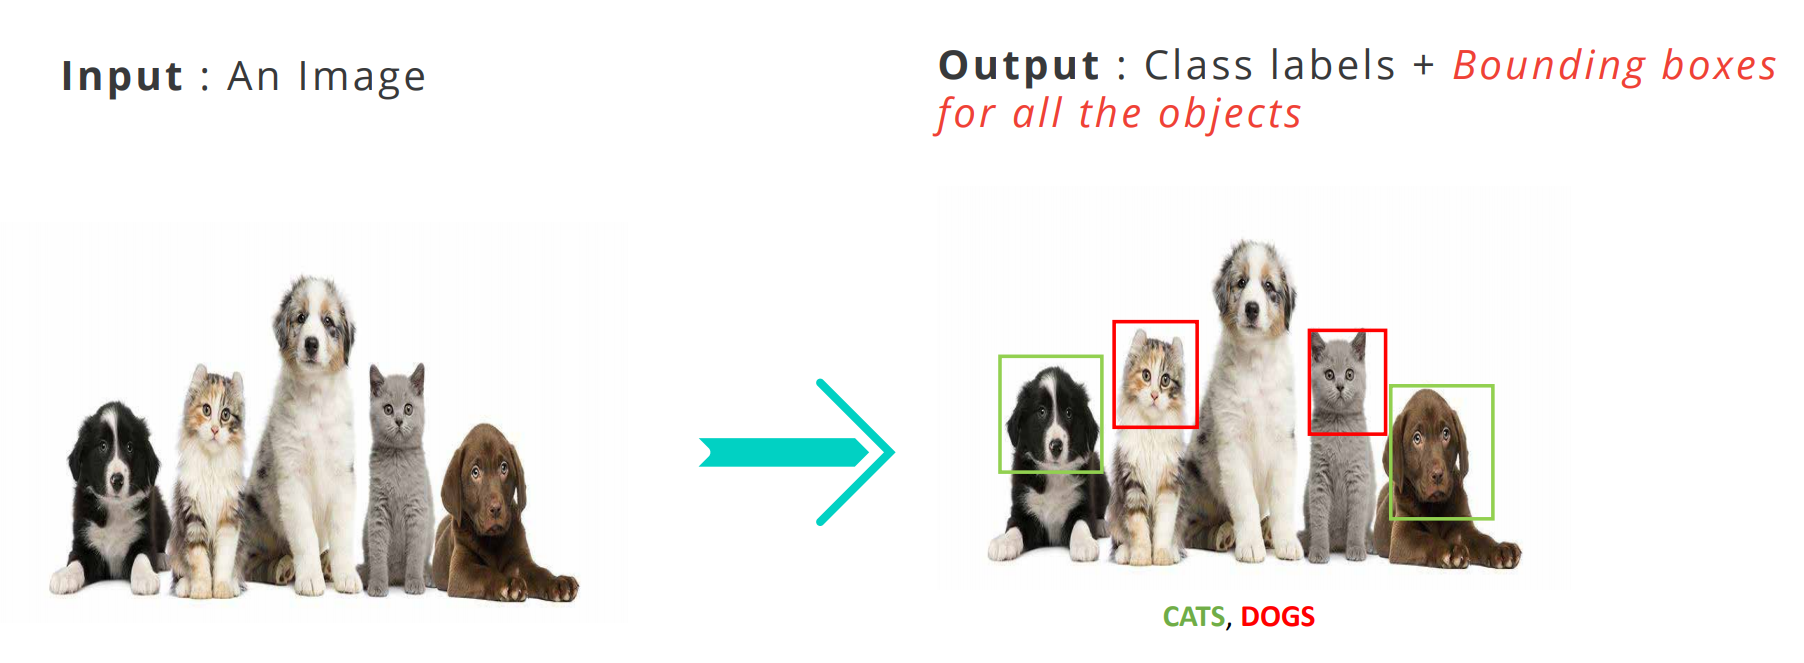 Input : An Image
Output : Class labels + Bounding boxes
for all the objects
CATS, DOGS